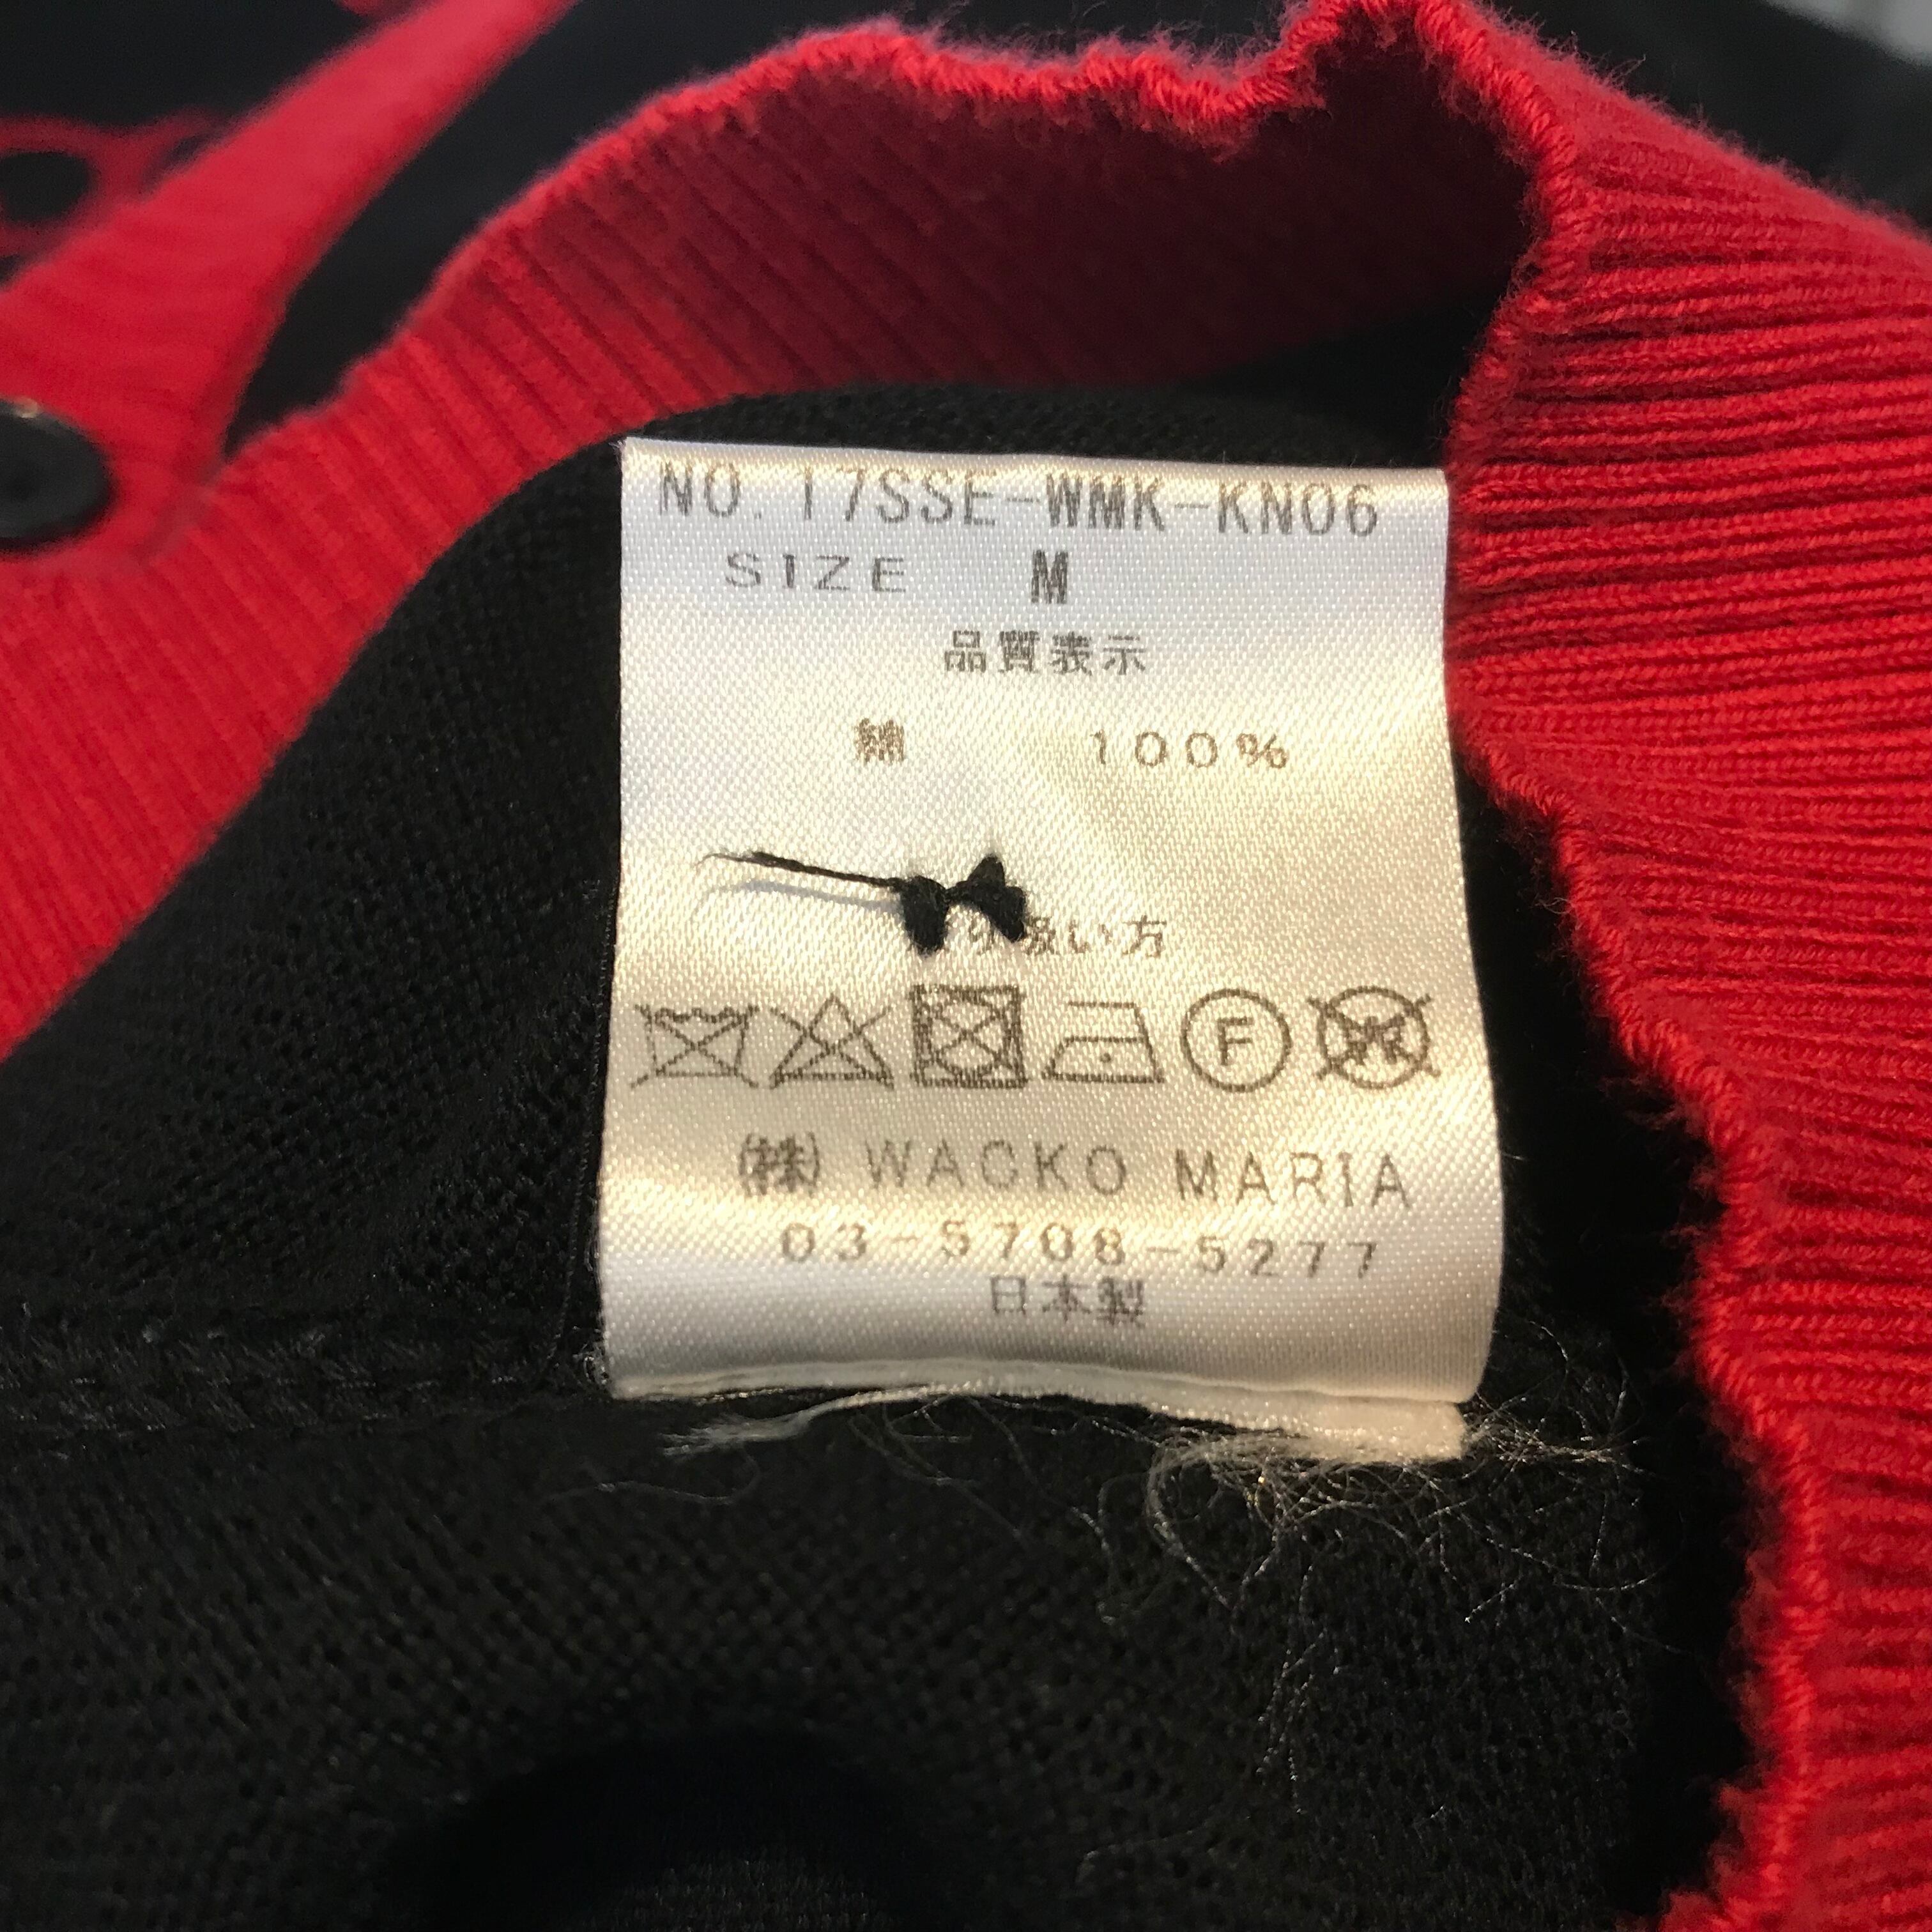 NO. 17SSE-WMK-KN06
SIZE M
品質表示
綿 100%
り扱い方
F
W
(株) WACKO MARIA
03-5708-5277
日本製